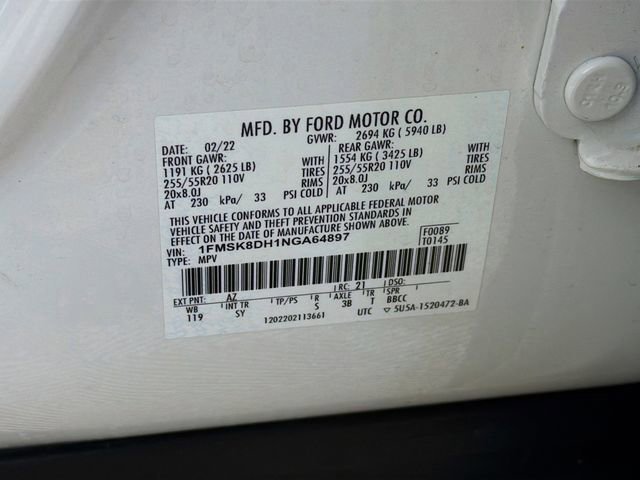 MFD. BY FORD MOTOR CO.
DATE: 02/22 GVWR: 2694 KG ( 5940 LB)
FRONT GAWR: WITH REAR GAWR: WITH
1191 KG ( 2625 LB) TIRES 1554 KG ( 3425 LB) TIRES
255/55R20 110V RIMS 255/55R20 110V RIMS
20x8.0J 20x8.0J
AT 230 kPa/ 33 PSI COLD AT 230 kPa/ 33 PSI COLD
THIS VEHICLE CONFORMS TO ALL APPLICABLE FEDERAL MOTOR
VEHICLE SAFETY AND THEFT PREVENTION STANDARDS IN
EFFECT ON THE DATE OF MANUFACTURE SHOWN ABOVE.
VIN: 1FMSK8DH1NGA64897 F0089
TYPE: MPV T0145
EXT PNT: AZ RC: 21 DSO:
WB INT TR TP/PS R AXLE TR SPR
119 SY S 3B T BBCC
1202202113661 UTC ▽ 5U5A-1520472-BA